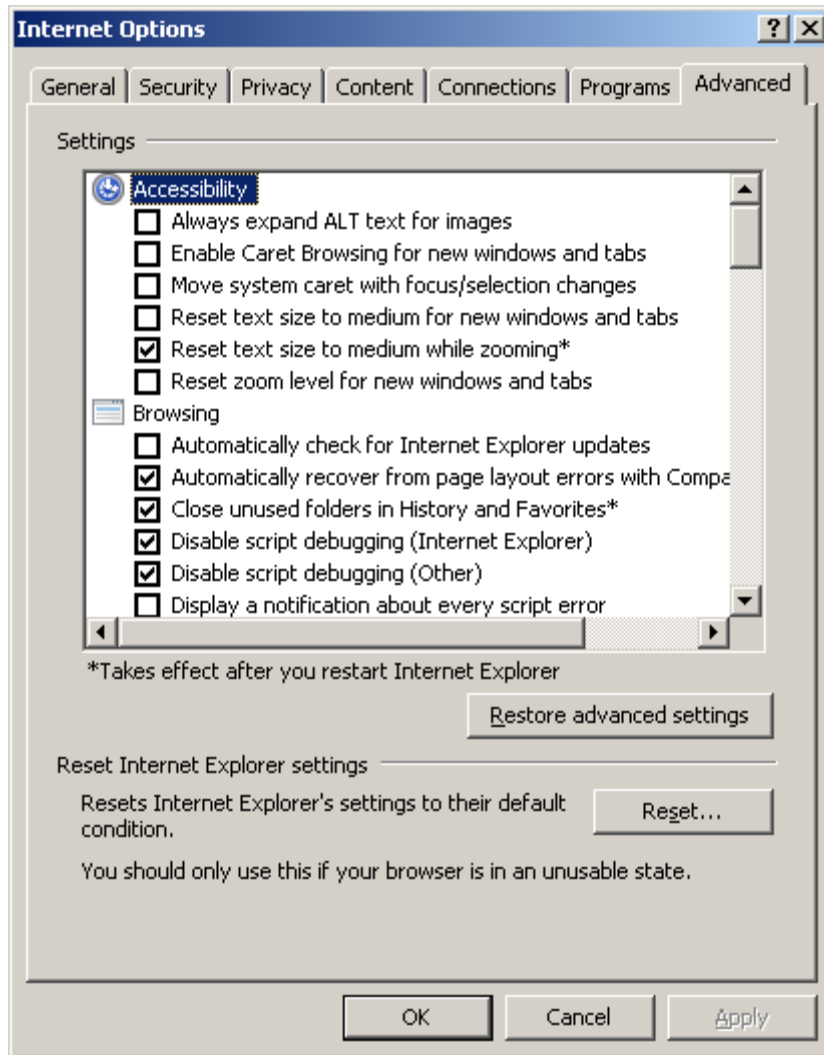 Internet Options
General Security Privacy Content Connections Programs Advanced
Settings
Accessibility
Always expand ALT text for images
Enable Caret Browsing for new windows and tabs
Move system caret with focus/selection changes
Reset text size to medium for new windows and tabs
Reset text size to medium while zooming*
Reset zoom level for new windows and tabs
Browsing
Automatically check for Internet Explorer updates
Automatically recover from page layout errors with Compa
Close unused folders in History and Favorites*
Disable script debugging (Internet Explorer)
Disable script debugging (Other)
Display a notification about every script error
*Takes effect after you restart Internet Explorer
Restore advanced settings
Reset Internet Explorer settings
Resets Internet Explorer's settings to their default
condition.
Reset...
You should only use this if your browser is in an unusable state.
OK Cancel Apply